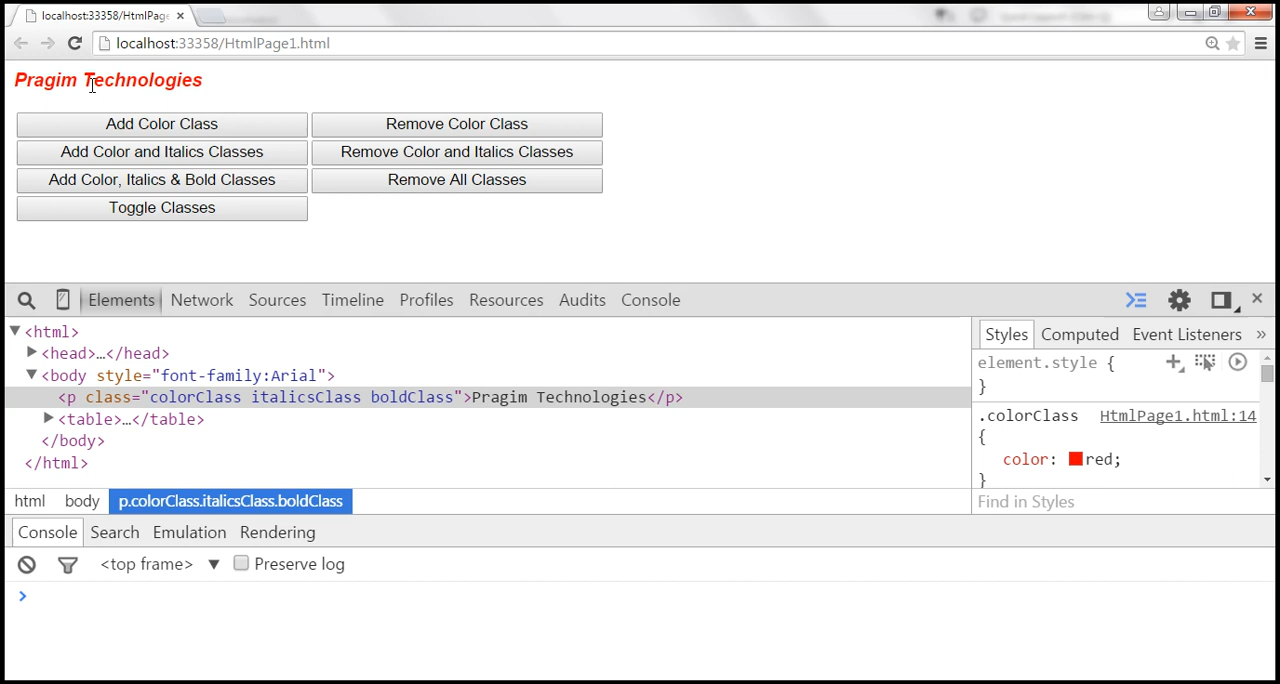 localhost:33358/HtmlPage
localhost:33358/HtmlPage1.html
Pragim Technologies
Add Color Class
Remove Color Class
Add Color and Italics Classes
Remove Color and Italics Classes
Add Color, Italics & Bold Classes
Remove All Classes
Toggle Classes
Elements Network Sources Timeline Profiles Resources Audits Console
<html>
<head>…</head>
<body style="font-family:Arial">
<p class="colorClass italicsClass boldClass">Pragim Technologies</p>
<table>…</table>
</body>
</html>
Styles Computed Event Listeners »
element.style {
}
.colorClass HtmlPage1.html:14
{
color: red;
}
html body p.colorClass.italicsClass.boldClass
Find in Styles
Console Search Emulation Rendering
<top frame> Preserve log